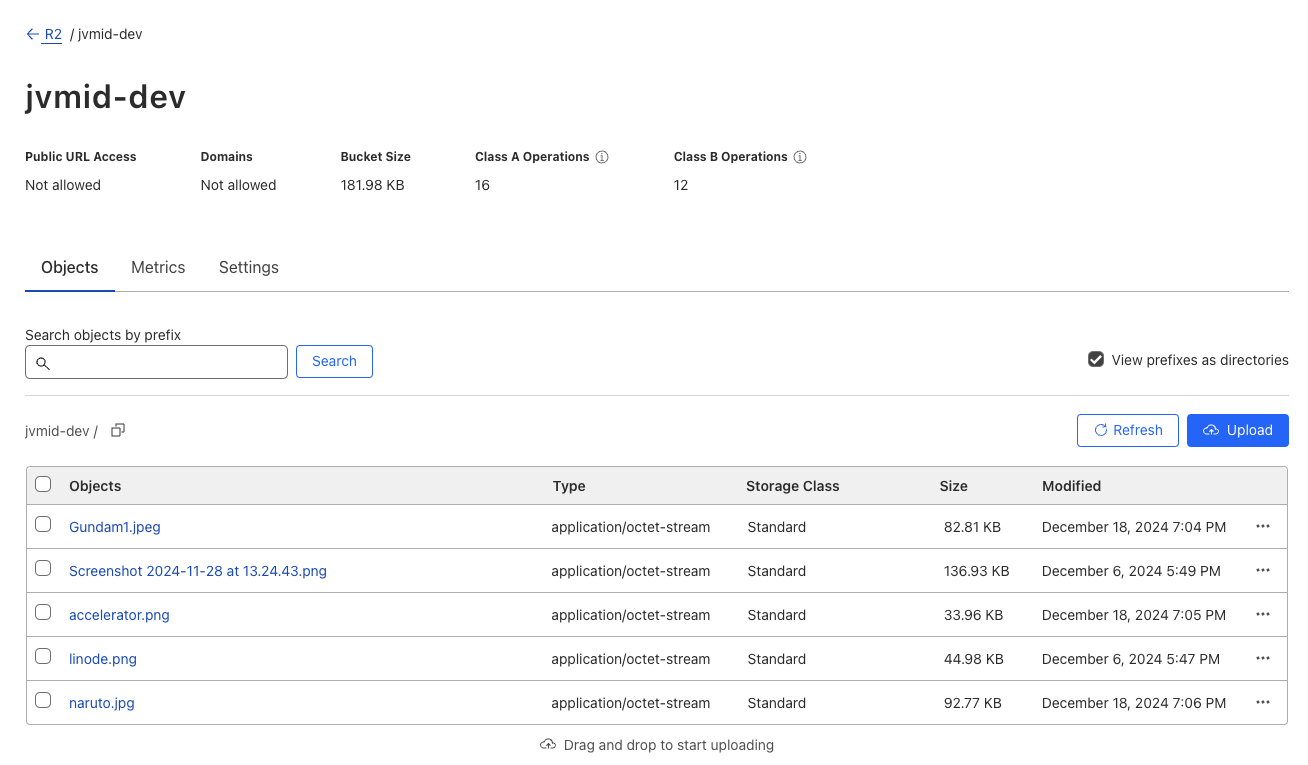 R2 / jvmid-dev
jvmid-dev
Public URL Access Domains Bucket Size Class A Operations Class B Operations
Not allowed Not allowed 181.98 KB 16 12
Objects Metrics Settings
Search objects by prefix
Search View prefixes as directories
jvmid-dev / Refresh Upload
Objects Type Storage Class Size Modified
Gundam1.jpeg application/octet-stream Standard 82.81 KB December 18, 2024 7:04 PM
Screenshot 2024-11-28 at 13.24.43.png application/octet-stream Standard 136.93 KB December 6, 2024 5:49 PM
accelerator.png application/octet-stream Standard 33.96 KB December 18, 2024 7:05 PM
linode.png application/octet-stream Standard 44.98 KB December 6, 2024 5:47 PM
naruto.jpg application/octet-stream Standard 92.77 KB December 18, 2024 7:06 PM
Drag and drop to start uploading